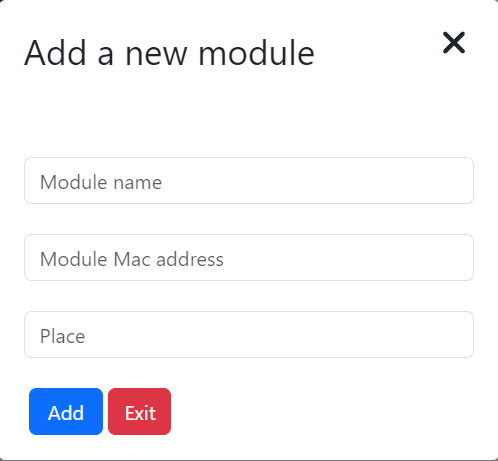 Add a new module
Module name
Module Mac address
Place
Add Exit